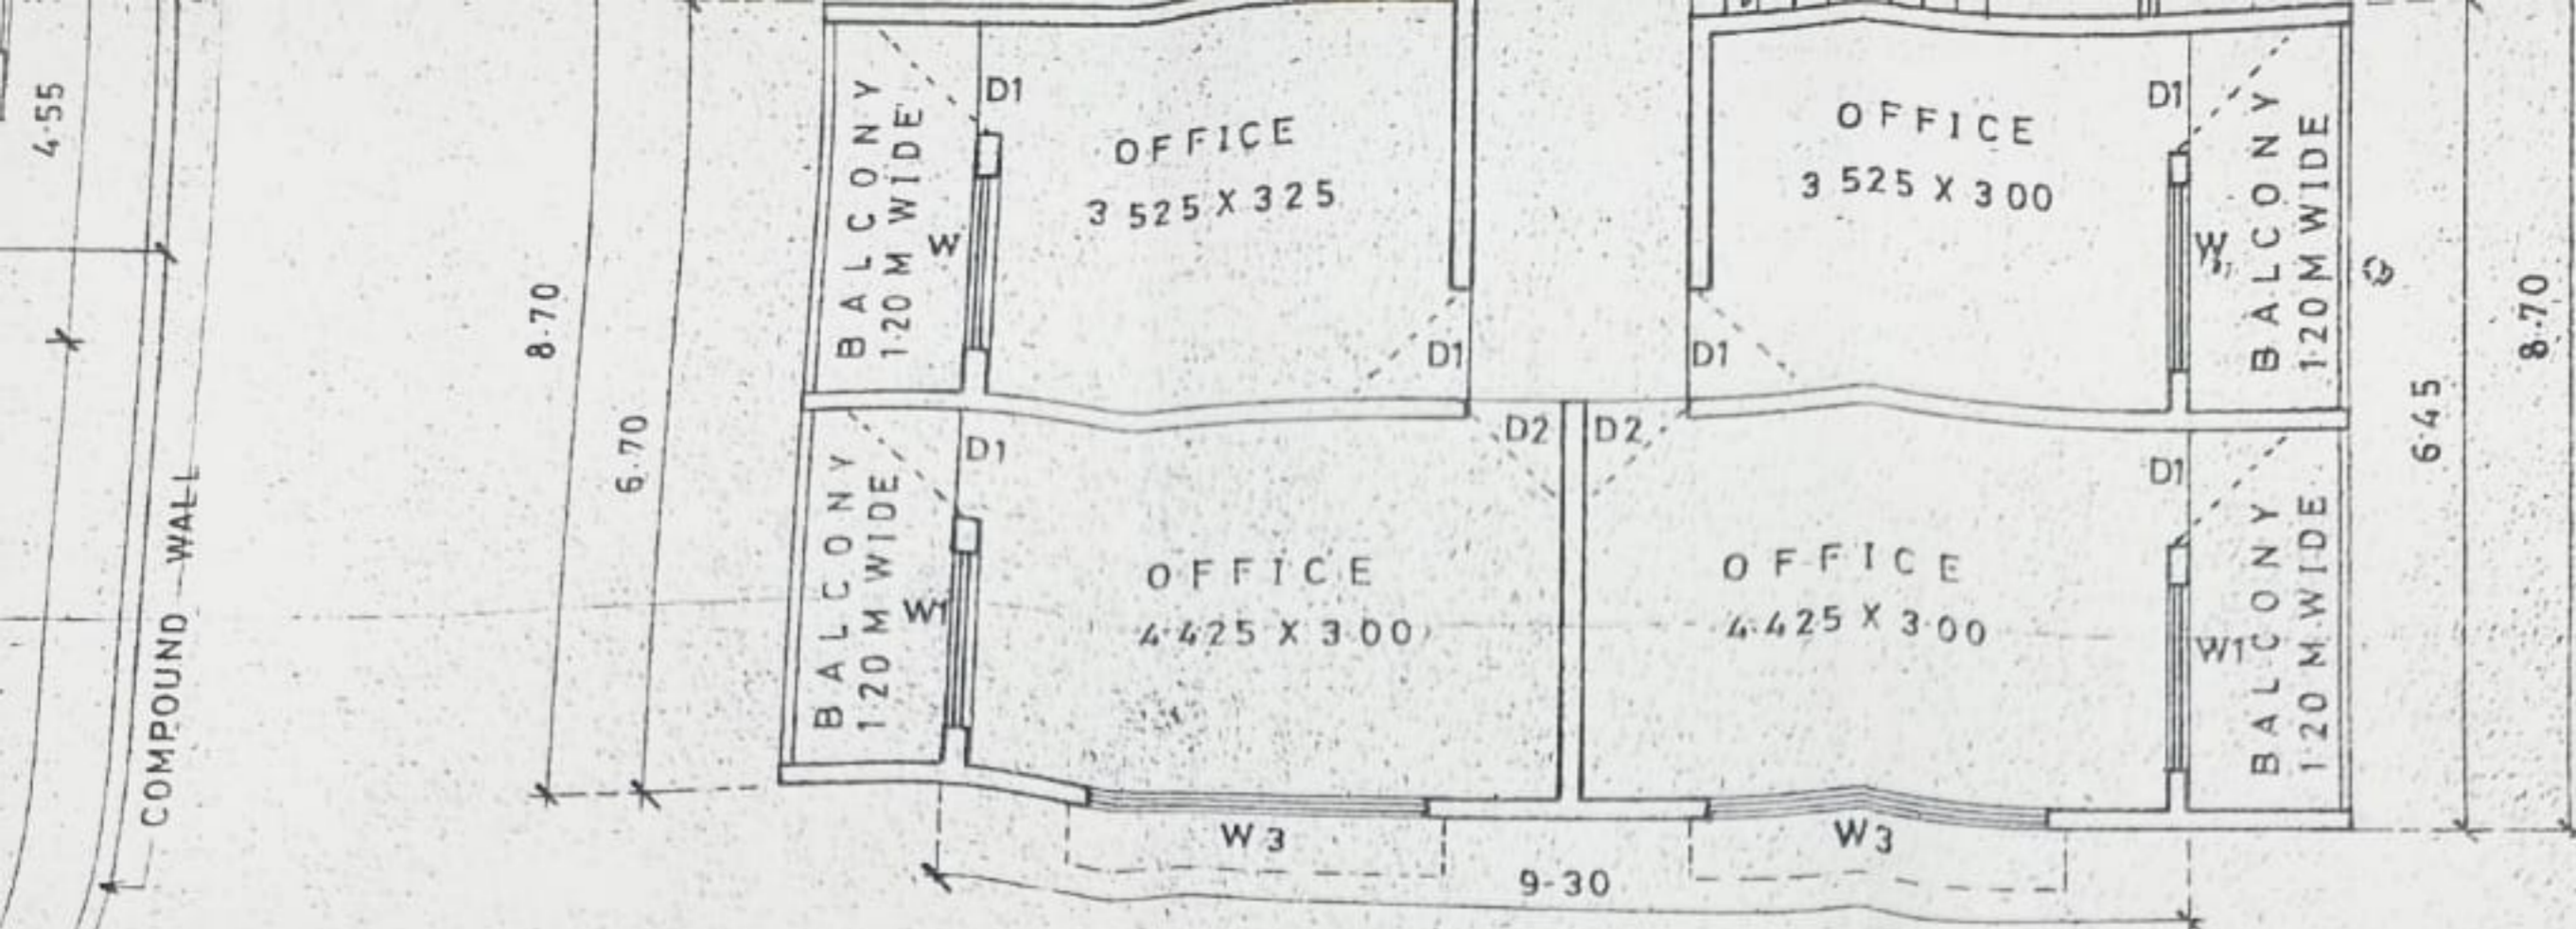 4·55
COMPOUND WALL
8·70
6·70
BALCONY
1·20 M WIDE
D1
W
OFFICE
3 525 X 325
D1
OFFICE
3 525 X 3 00
D1
D1
W
BALCONY
1·20 M WIDE
6·45
8·70
BALCONY
1·20 M WIDE
D1
W1
OFFICE
4·425 X 3·00
D2
D2
OFFICE
4·425 X 3·00
D1
W1
BALCONY
1·20 M WIDE
W3
W3
9-30